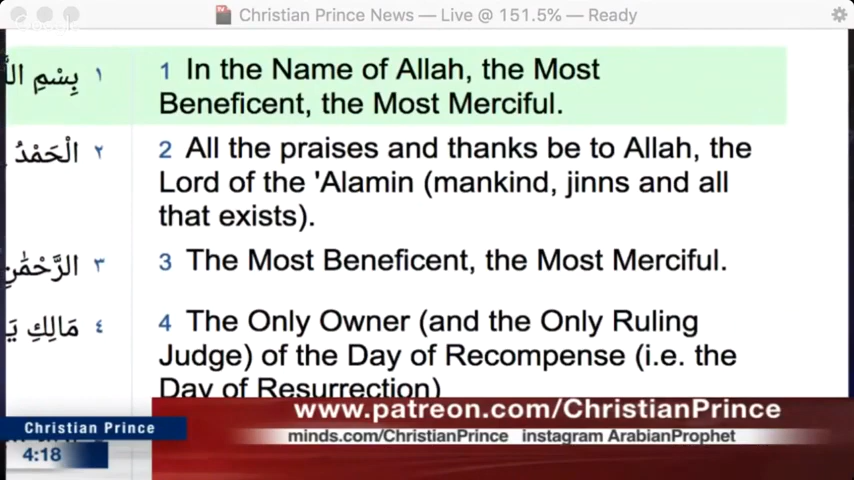 Christian Prince News — Live @ 151.5% — Ready
Google
1 In the Name of Allah, the Most
Beneficent, the Most Merciful.
١ بِسْمِ
2 All the praises and thanks be to Allah, the
Lord of the 'Alamin (mankind, jinns and all
that exists).
٢ الْحَمْدُ
3 The Most Beneficent, the Most Merciful.
٣ الرَّحْمَٰنِ
4 The Only Owner (and the Only Ruling
Judge) of the Day of Recompense (i.e. the
Day of Resurrection)
٤ مَالِكِ
www.patreon.com/ChristianPrince
Christian Prince
minds.com/ChristianPrince instagram ArabianProphet
4:18